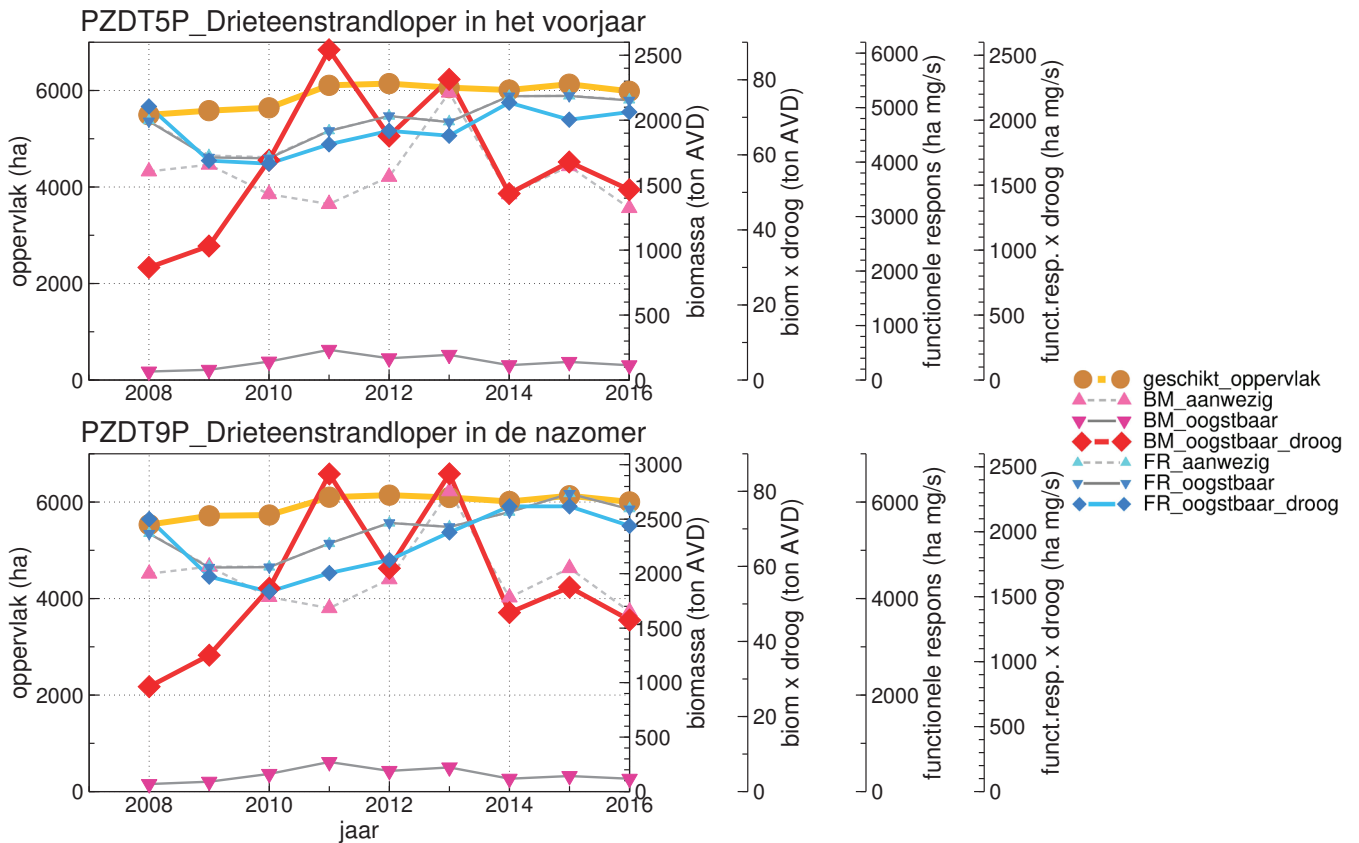 PZDT5P_Drieteenstrandloper in het voorjaar
oppervlak (ha)
6000
4000
2000
0
2008 2010 2012 2014 2016
biomassa (ton AVD)
2500
2000
1500
1000
500
0
biom x droog (ton AVD)
80
60
40
20
0
functionele respons (ha mg/s)
6000
5000
4000
3000
2000
1000
0
funct.resp. x droog (ha mg/s)
2500
2000
1500
1000
500
0
geschikt_oppervlak
BM_aanwezig
BM_oogstbaar
BM_oogstbaar_droog
FR_aanwezig
FR_oogstbaar
FR_oogstbaar_droog
PZDT9P_Drieteenstrandloper in de nazomer
oppervlak (ha)
6000
4000
2000
0
2008 2010 2012 2014 2016
jaar
biomassa (ton AVD)
3000
2500
2000
1500
1000
500
0
biom x droog (ton AVD)
80
60
40
20
0
functionele respons (ha mg/s)
6000
4000
2000
0
funct.resp. x droog (ha mg/s)
2500
2000
1500
1000
500
0